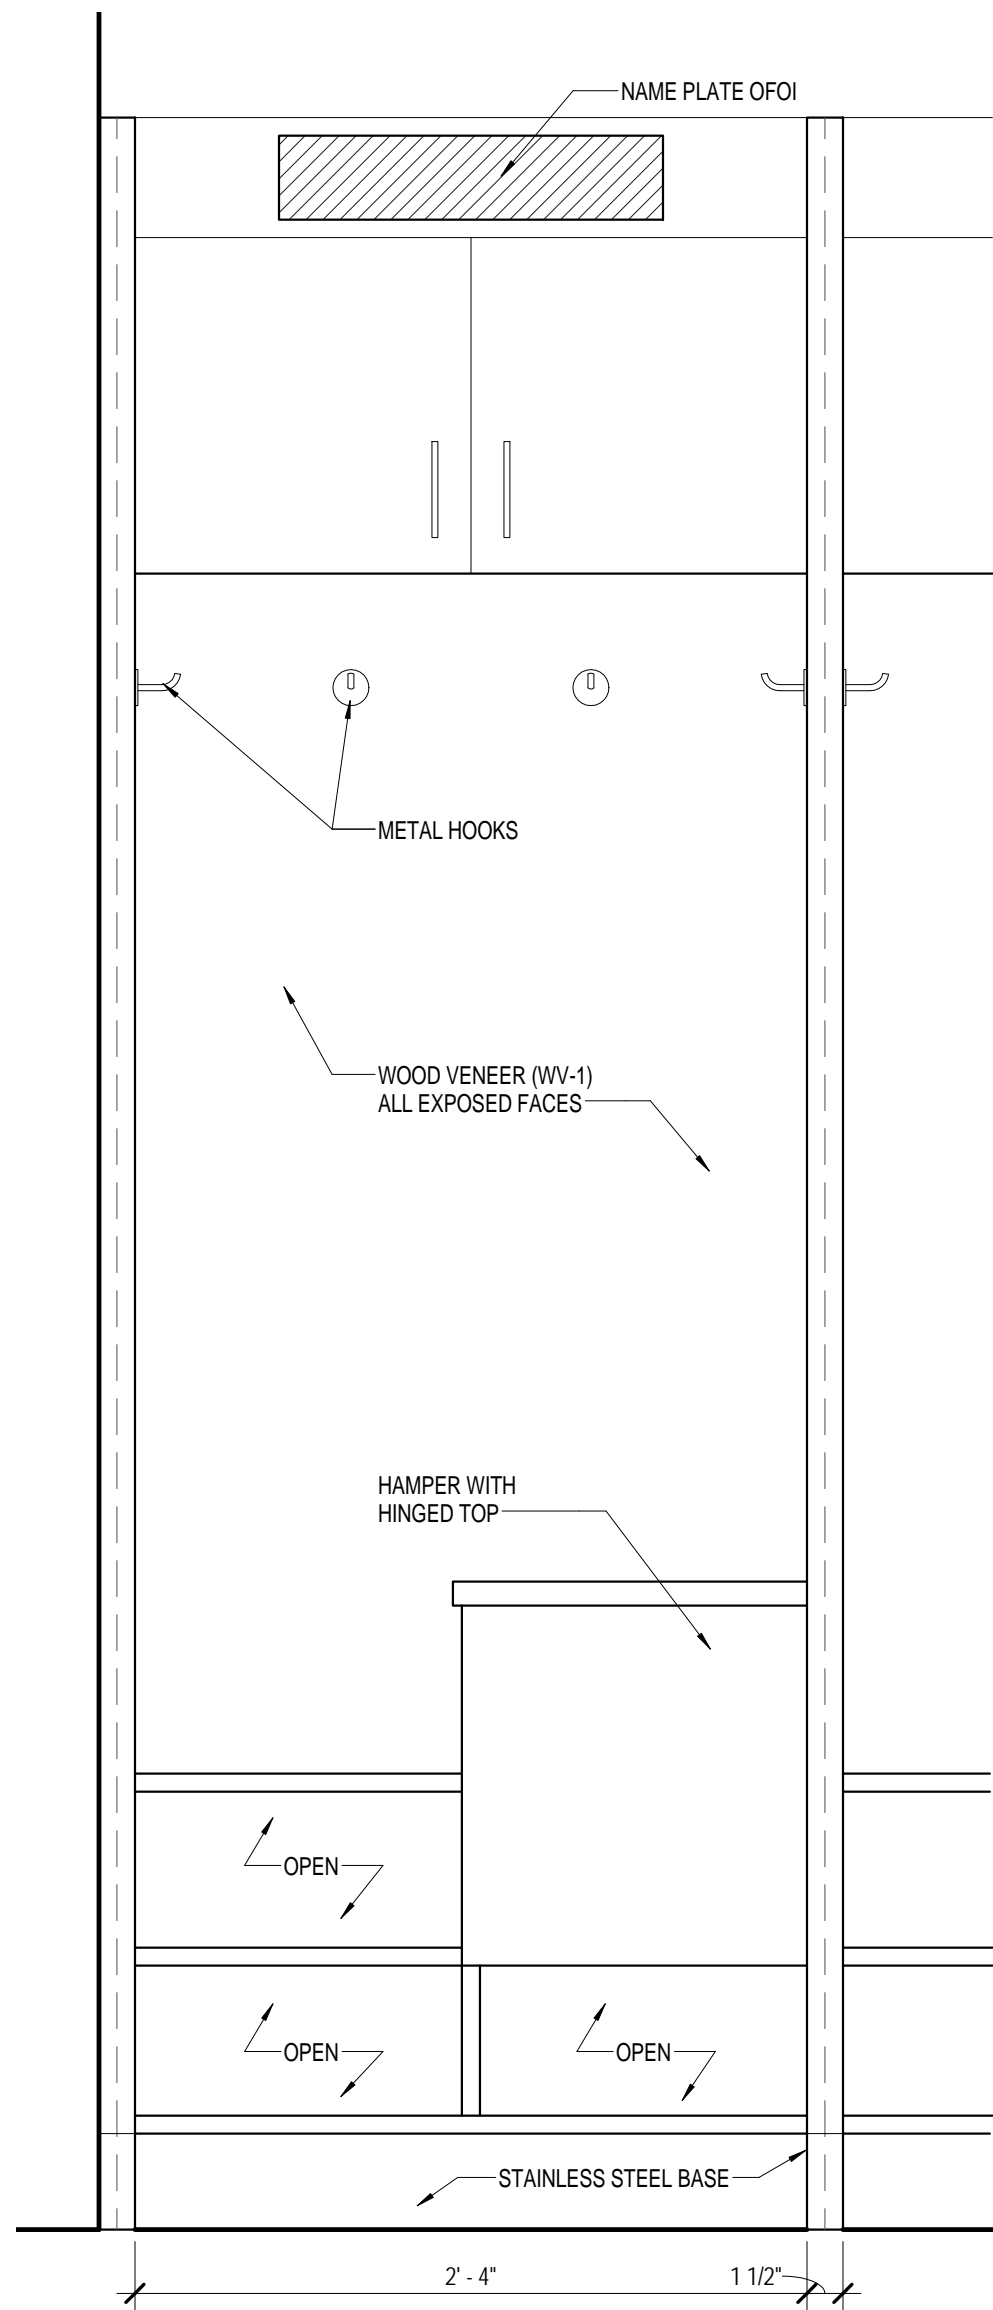 NAME PLATE OFOI
METAL HOOKS
WOOD VENEER (WV-1)
ALL EXPOSED FACES
HAMPER WITH
HINGED TOP
OPEN
OPEN
OPEN
STAINLESS STEEL BASE
2' - 4"
1 1/2"